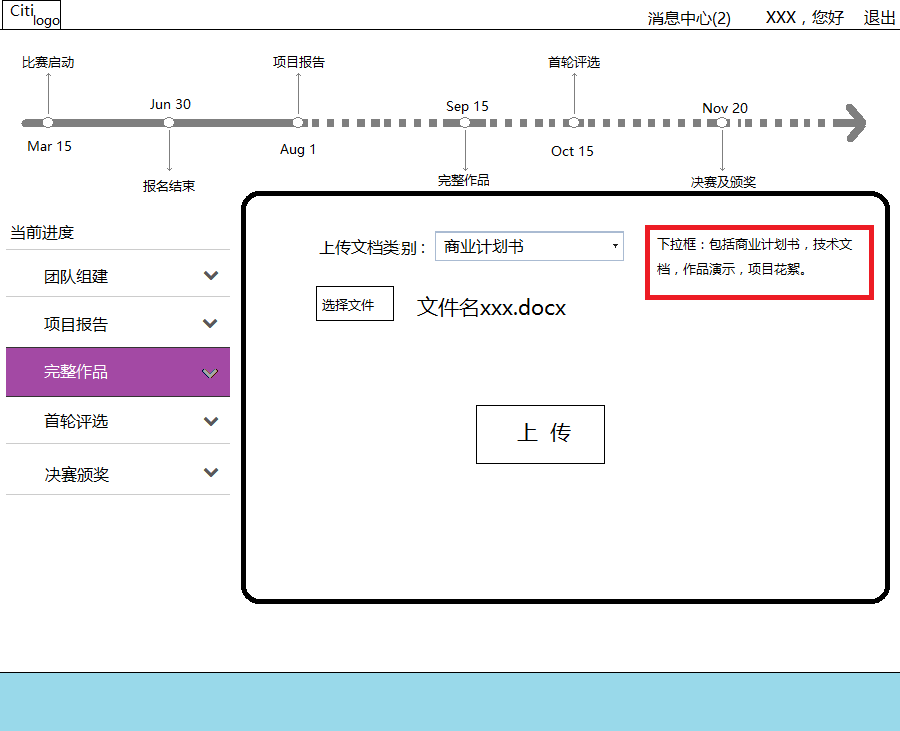 Citi
logo
消息中心(2)
XXX，您好
退出
比赛启动
项目报告
首轮评选
Jun 30
Sep 15
Nov 20
Mar 15
Aug 1
Oct 15
报名结束
完整作品
决赛及颁奖
当前进度
团队组建
项目报告
完整作品
首轮评选
决赛颁奖
上传文档类别：
商业计划书
下拉框：包括商业计划书，技术文
档，作品演示，项目花絮。
选择文件
文件名xxx.docx
上 传